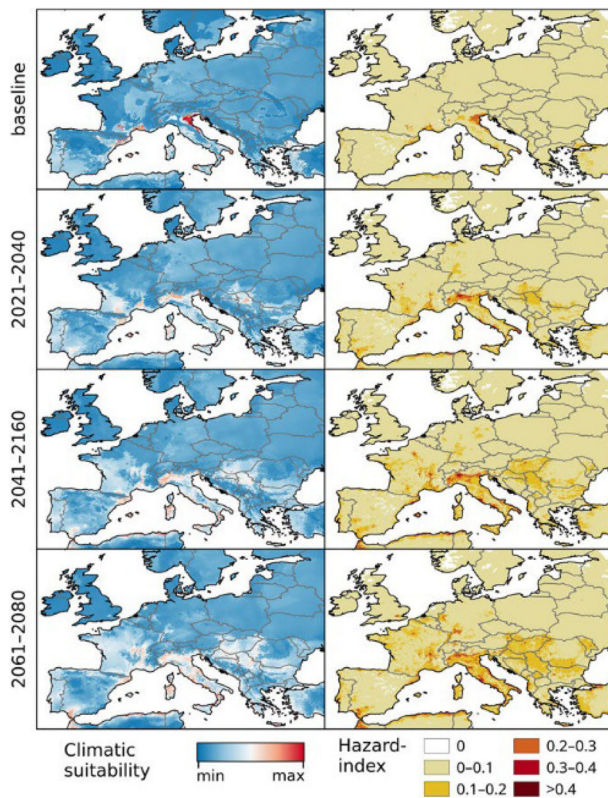 baseline
2021–2040
2041–2160
2061–2080
Climatic
suitability
min
max
Hazard-
index
0
0–0.1
0.1–0.2
0.2–0.3
0.3–0.4
>0.4